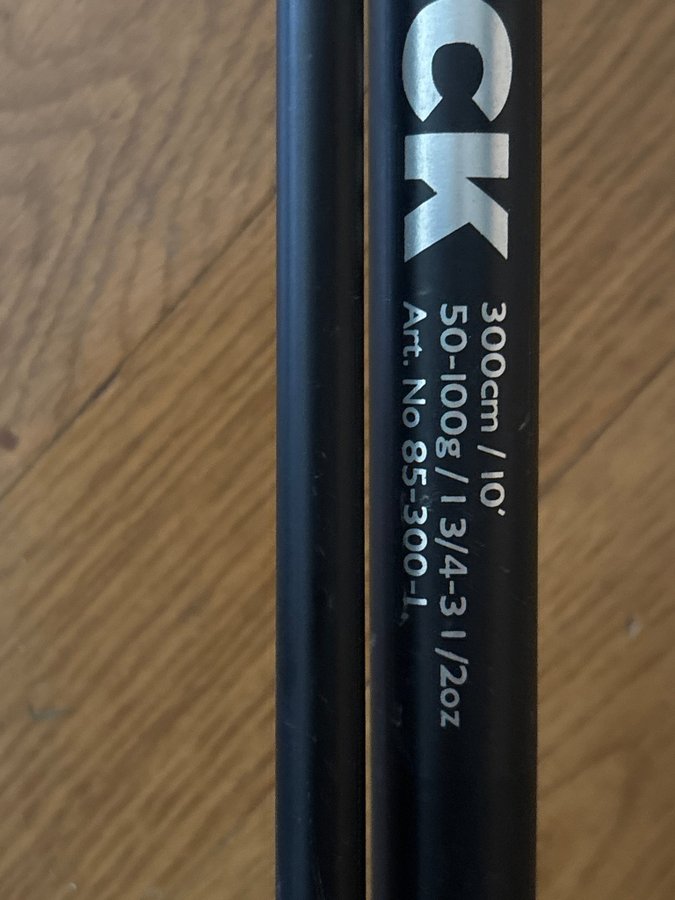 CK
300cm / 10'
50-100g / 1 3/4-3 1/2oz
Art. No 85-300-1,